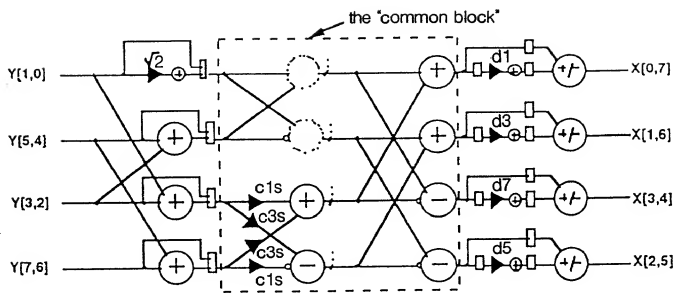 the "common block"
√2
d1
Y[1,0]
+
+/-
X[0,7]
d3
Y[5,4]
+
+
+/-
X[1,6]
c1s
d7
Y[3,2]
+
c3s
+
−
+/-
X[3,4]
c3s
d5
Y[7,6]
+
c1s
−
−
+/-
X[2,5]